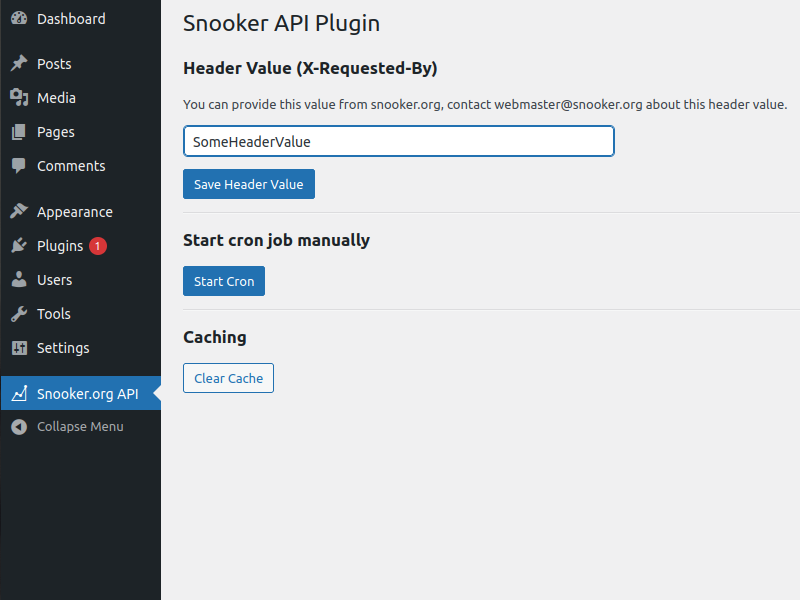 Dashboard
Posts
Media
Pages
Comments
Appearance
Plugins 1
Users
Tools
Settings
Snooker.org API
Collapse Menu
Snooker API Plugin
Header Value (X-Requested-By)
You can provide this value from snooker.org, contact webmaster@snooker.org about this header value.
SomeHeaderValue
Save Header Value
Start cron job manually
Start Cron
Caching
Clear Cache